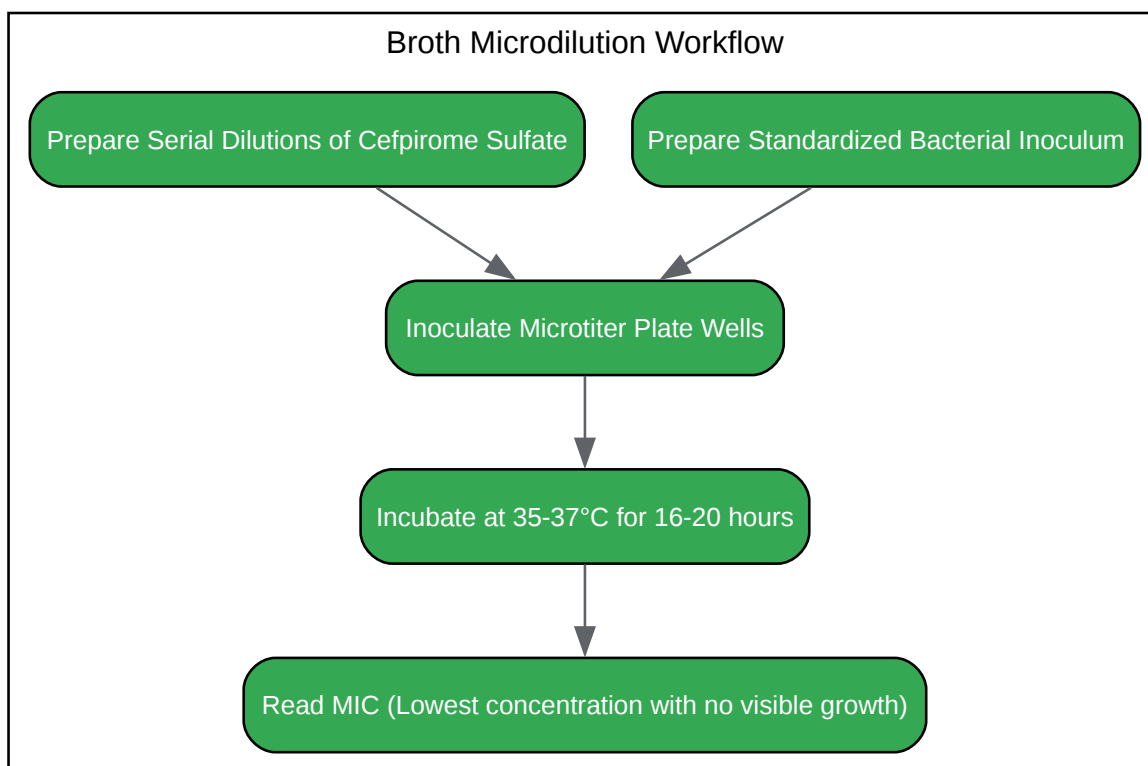 Broth Microdilution Workflow
Prepare Serial Dilutions of Cefpirome Sulfate
Prepare Standardized Bacterial Inoculum
Inoculate Microtiter Plate Wells
Incubate at 35-37°C for 16-20 hours
Read MIC (Lowest concentration with no visible growth)